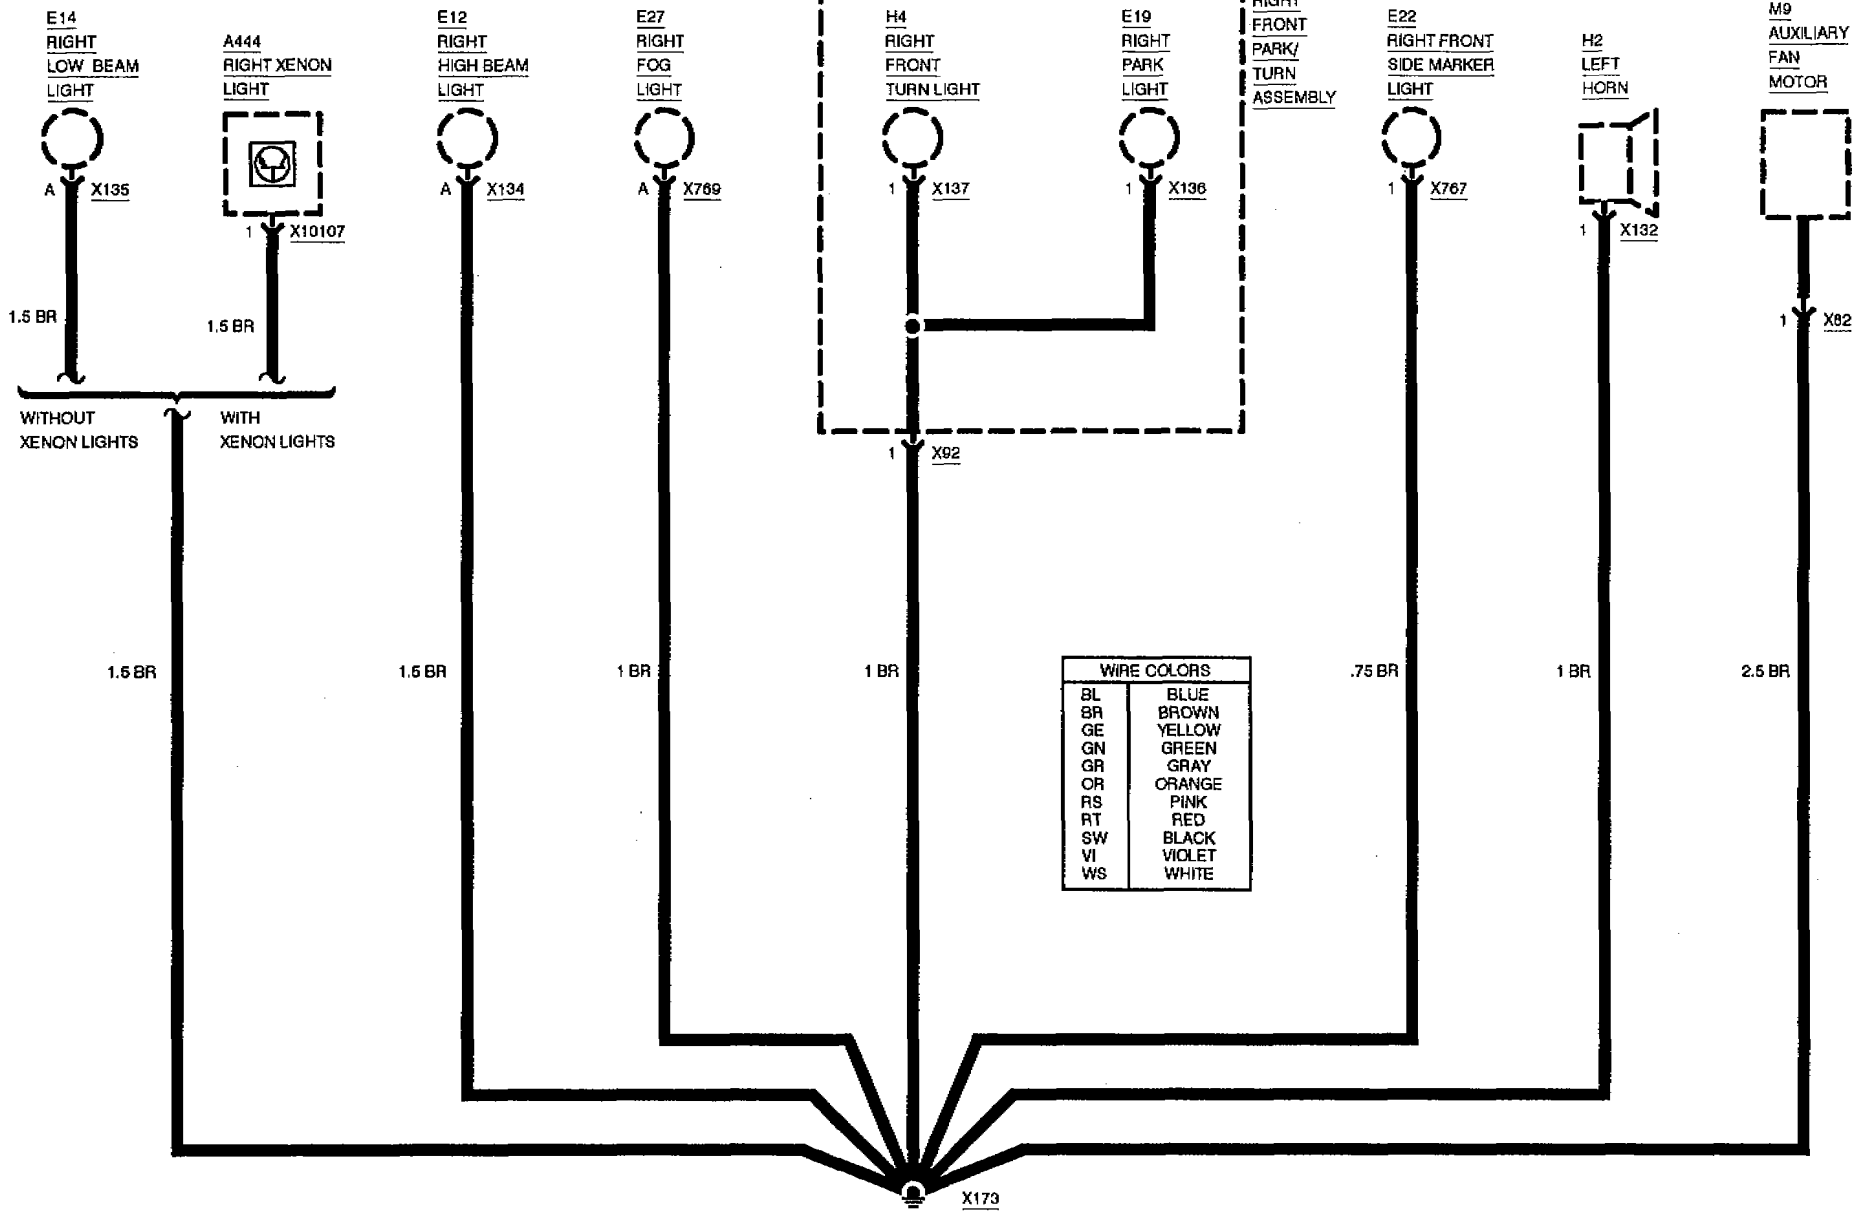 E14
RIGHT
LOW BEAM
LIGHT
A444
RIGHT XENON
LIGHT
E12
RIGHT
HIGH BEAM
LIGHT
E27
RIGHT
FOG
LIGHT
H4
RIGHT
FRONT
TURN LIGHT
E19
RIGHT
PARK
LIGHT
RIGHT
FRONT
PARK/
TURN
ASSEMBLY
E22
RIGHT FRONT
SIDE MARKER
LIGHT
H2
LEFT
HORN
M9
AUXILIARY
FAN
MOTOR
A X135
1 X10107
A X134
A X769
1 X137
1 X136
1 X767
1 X132
1 X82
1.5 BR
1.5 BR
WITHOUT
XENON LIGHTS
WITH
XENON LIGHTS
1 X92
1.5 BR
1.5 BR
1 BR
1 BR
.75 BR
1 BR
2.5 BR
WIRE COLORS
BL BLUE
BR BROWN
GE YELLOW
GN GREEN
GR GRAY
OR ORANGE
RS PINK
RT RED
SW BLACK
VI VIOLET
WS WHITE
X173